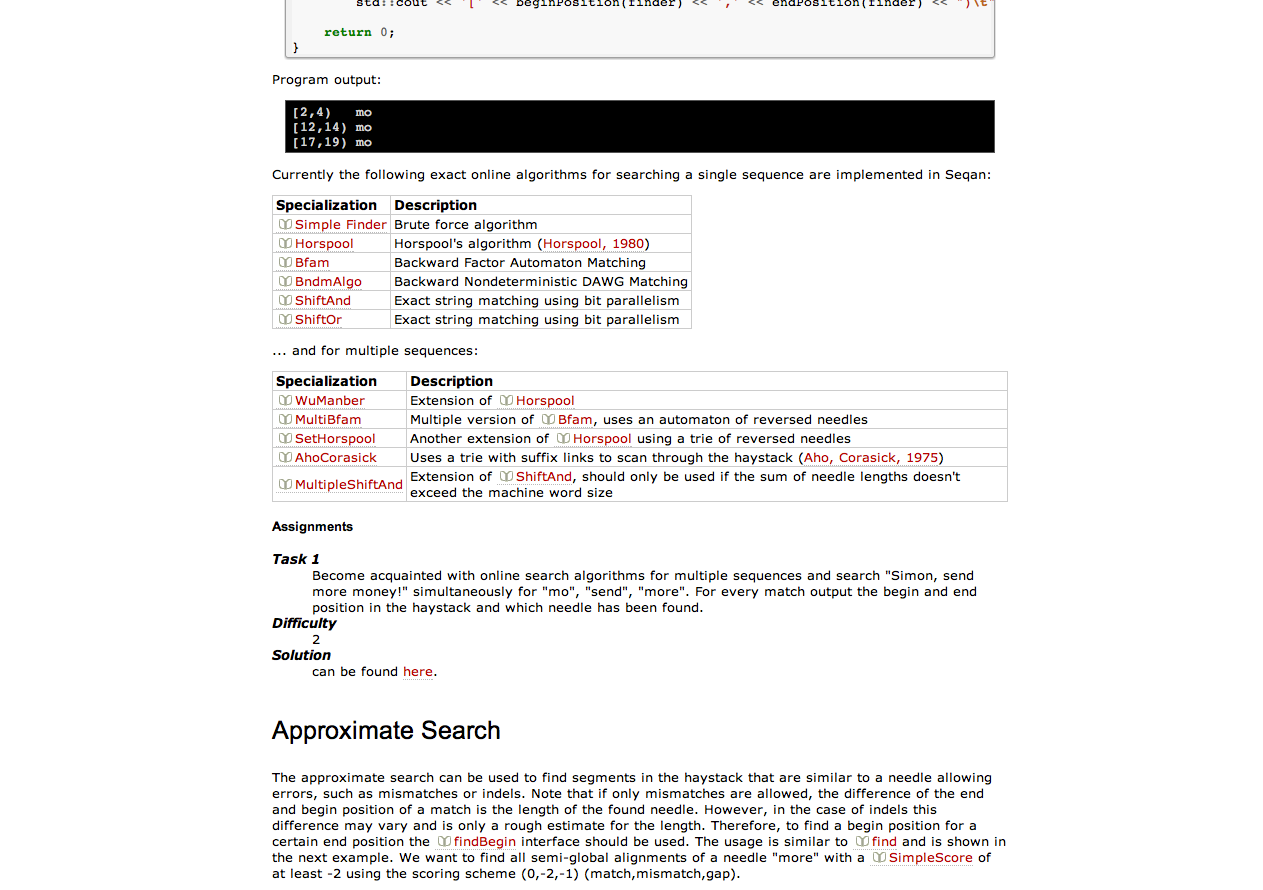 std::cout << '[' << beginPosition(finder) << ',' << endPosition(finder) << ")\t"
return 0;
}
Program output:
[2,4) mo
[12,14) mo
[17,19) mo
Currently the following exact online algorithms for searching a single sequence are implemented in Seqan:
Specialization Description
Simple Finder Brute force algorithm
Horspool Horspool's algorithm (Horspool, 1980)
Bfam Backward Factor Automaton Matching
BndmAlgo Backward Nondeterministic DAWG Matching
ShiftAnd Exact string matching using bit parallelism
ShiftOr Exact string matching using bit parallelism
... and for multiple sequences:
Specialization Description
WuManber Extension of Horspool
MultiBfam Multiple version of Bfam, uses an automaton of reversed needles
SetHorspool Another extension of Horspool using a trie of reversed needles
AhoCorasick Uses a trie with suffix links to scan through the haystack (Aho, Corasick, 1975)
MultipleShiftAnd Extension of ShiftAnd, should only be used if the sum of needle lengths doesn't
exceed the machine word size
Assignments
Task 1
Become acquainted with online search algorithms for multiple sequences and search "Simon, send
more money!" simultaneously for "mo", "send", "more". For every match output the begin and end
position in the haystack and which needle has been found.
Difficulty
2
Solution
can be found here.
Approximate Search
The approximate search can be used to find segments in the haystack that are similar to a needle allowing
errors, such as mismatches or indels. Note that if only mismatches are allowed, the difference of the end
and begin position of a match is the length of the found needle. However, in the case of indels this
difference may vary and is only a rough estimate for the length. Therefore, to find a begin position for a
certain end position the findBegin interface should be used. The usage is similar to find and is shown in
the next example. We want to find all semi-global alignments of a needle "more" with a SimpleScore of
at least -2 using the scoring scheme (0,-2,-1) (match,mismatch,gap).